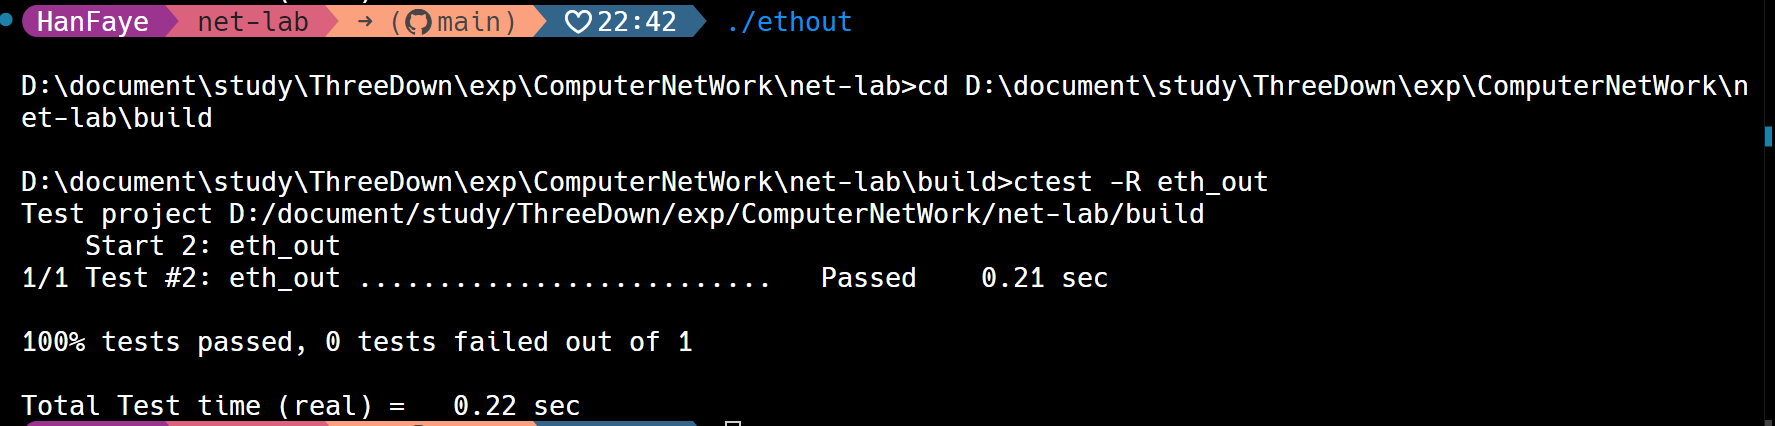 HanFaye net-lab → (main) ♡22:42 ./ethout
D:\document\study\ThreeDown\exp\ComputerNetWork\net-lab>cd D:\document\study\ThreeDown\exp\ComputerNetWork\n
et-lab\build
D:\document\study\ThreeDown\exp\ComputerNetWork\net-lab\build>ctest -R eth_out
Test project D:/document/study/ThreeDown/exp/ComputerNetWork/net-lab/build
    Start 2: eth_out
1/1 Test #2: eth_out ..........................   Passed    0.21 sec
100% tests passed, 0 tests failed out of 1
Total Test time (real) =   0.22 sec